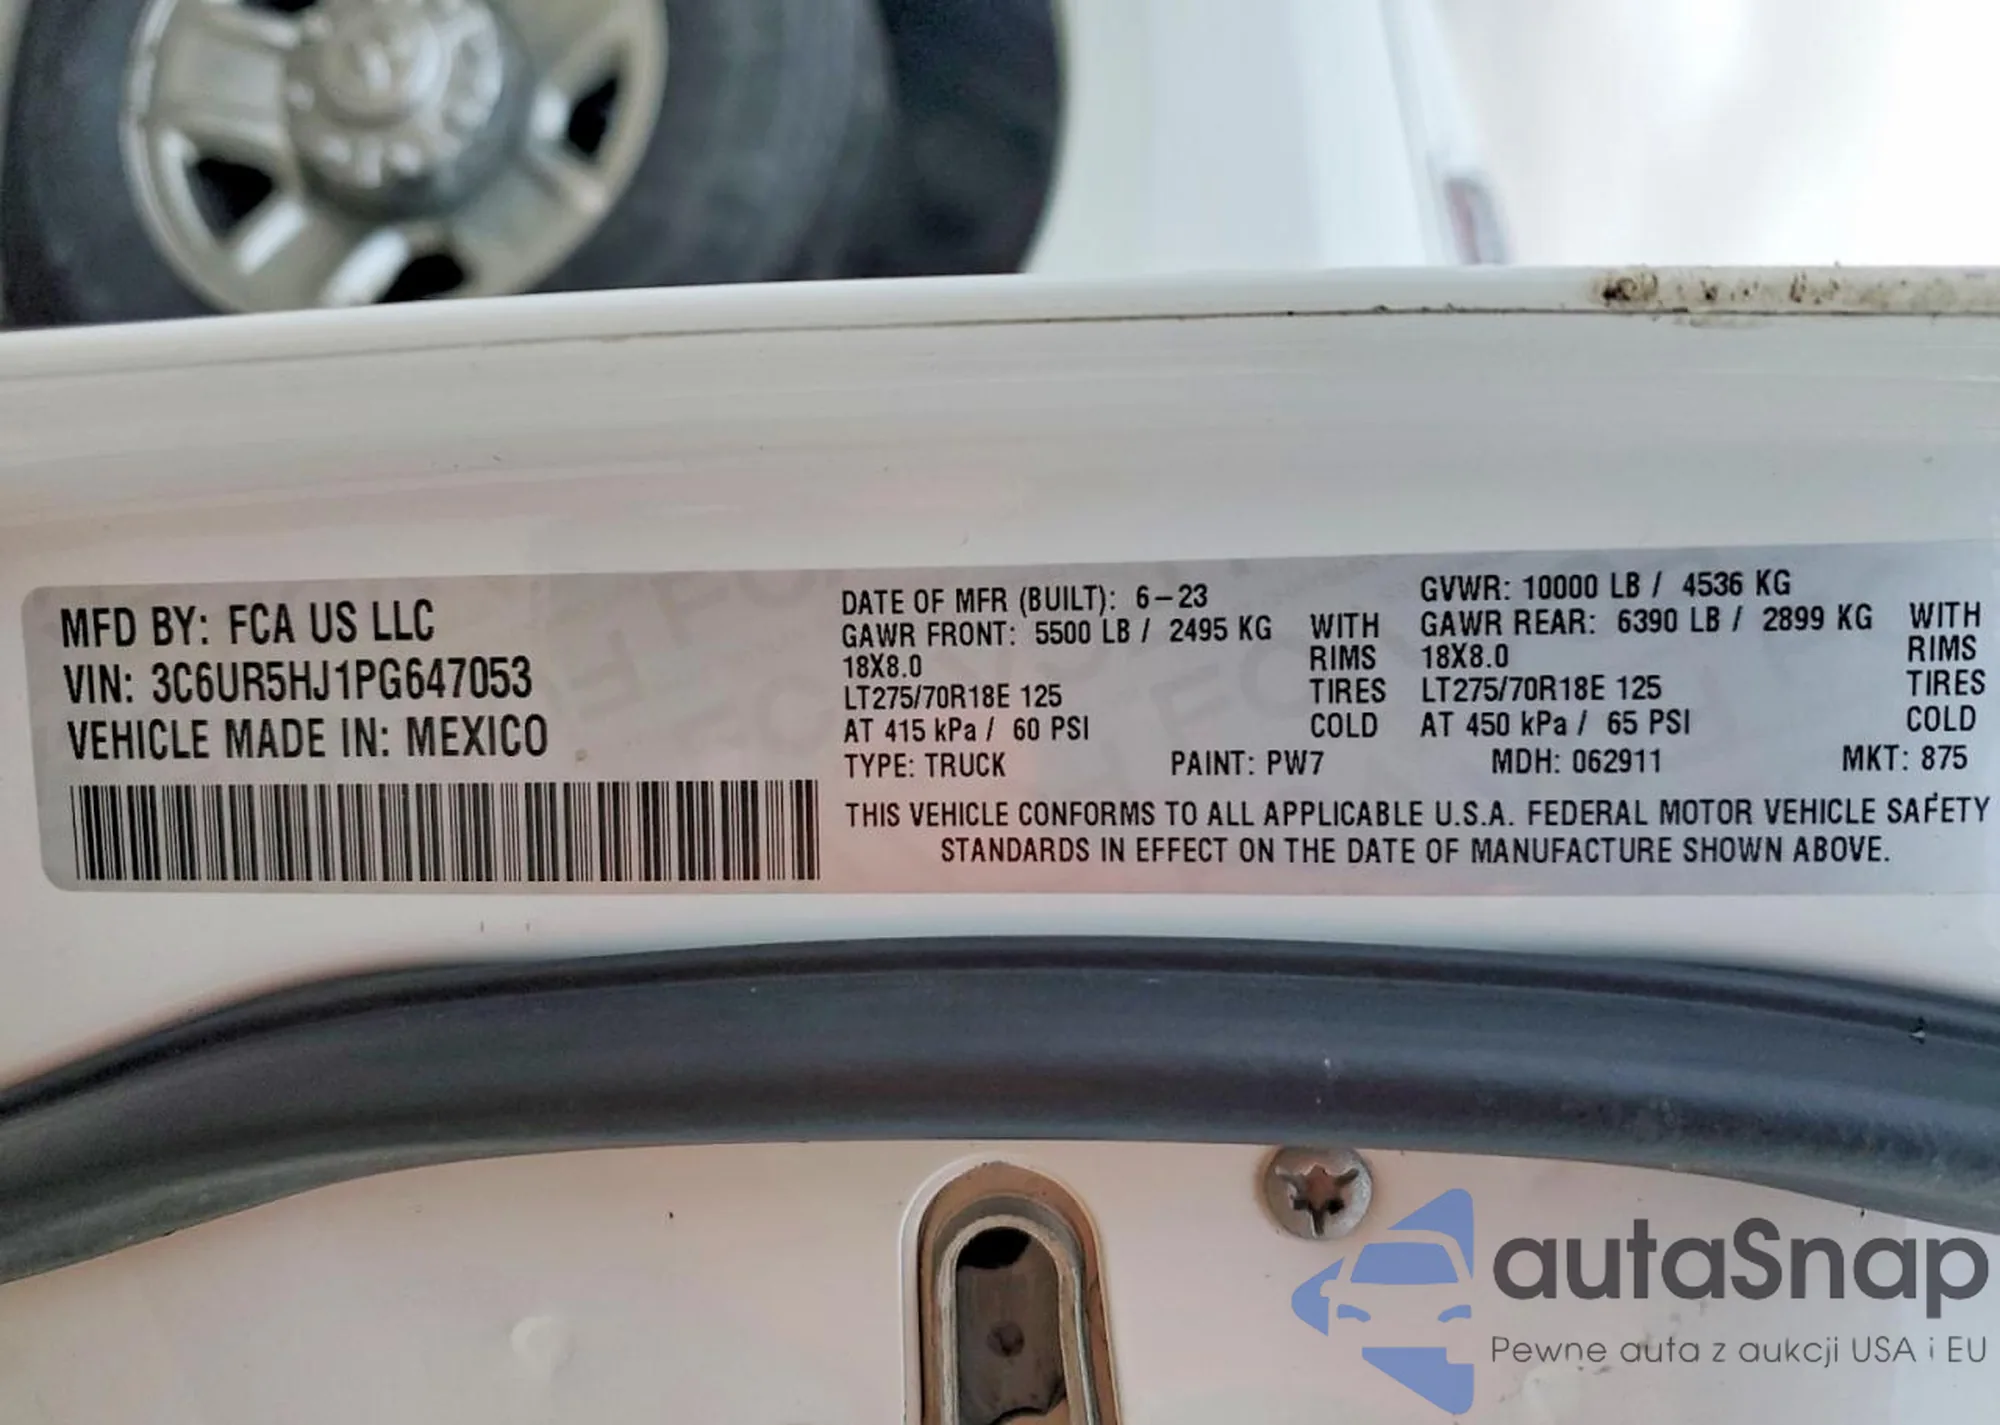 MFD BY: FCA US LLC
VIN: 3C6UR5HJ1PG647053
VEHICLE MADE IN: MEXICO
DATE OF MFR (BUILT): 6-23
GVWR: 10000 LB / 4536 KG
GAWR FRONT: 5500 LB / 2495 KG WITH
18X8.0 RIMS
LT275/70R18E 125 TIRES
AT 415 kPa / 60 PSI COLD
GAWR REAR: 6390 LB / 2899 KG WITH
18X8.0 RIMS
LT275/70R18E 125 TIRES
AT 450 kPa / 65 PSI COLD
TYPE: TRUCK PAINT: PW7 MDH: 062911 MKT: 875
THIS VEHICLE CONFORMS TO ALL APPLICABLE U.S.A. FEDERAL MOTOR VEHICLE SAFETY
STANDARDS IN EFFECT ON THE DATE OF MANUFACTURE SHOWN ABOVE.
autaSnap
Pewne auta z aukcji USA i EU